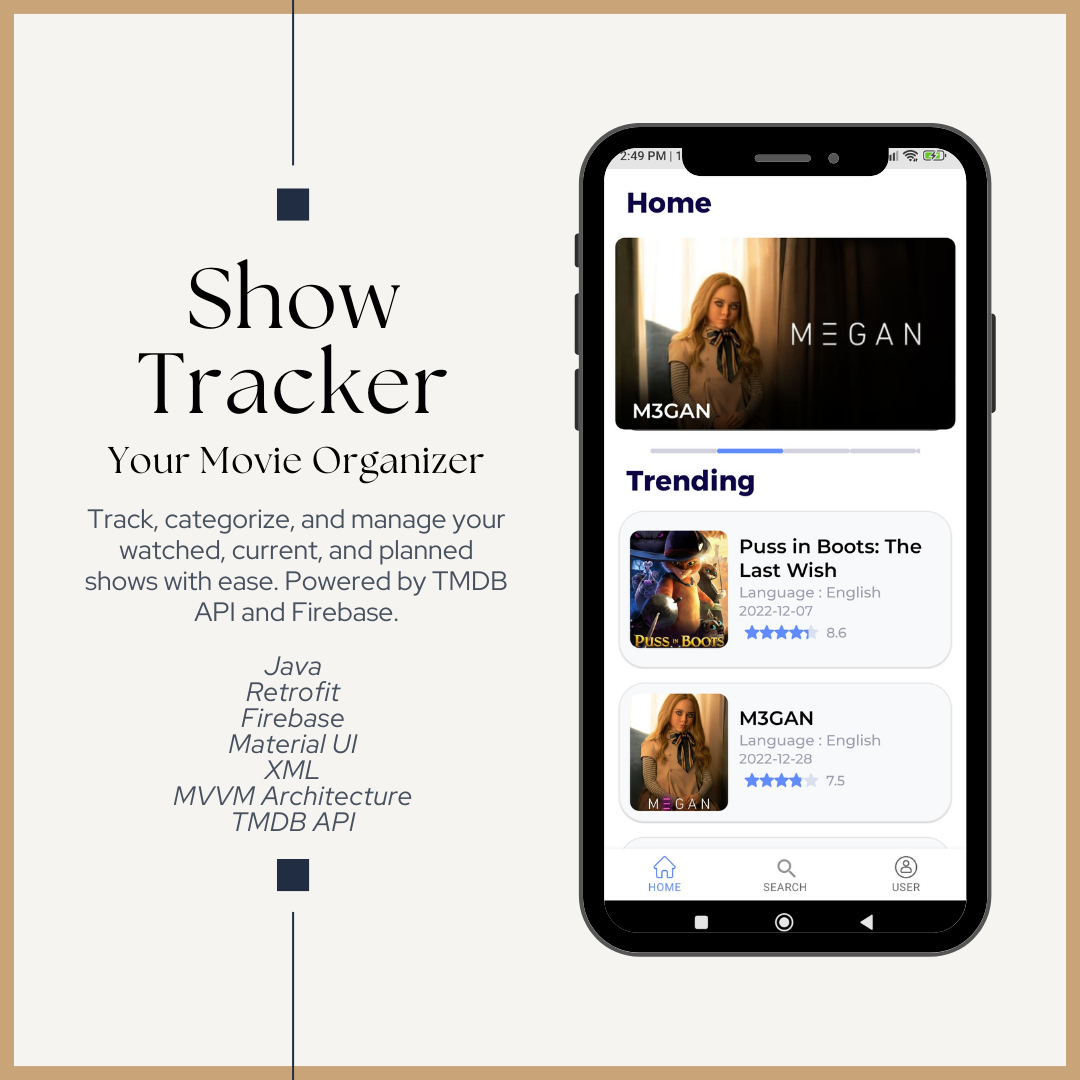 Show
Tracker
Your Movie Organizer
Track, categorize, and manage your
watched, current, and planned
shows with ease. Powered by TMDB
API and Firebase.
Java
Retrofit
Firebase
Material UI
XML
MVVM Architecture
TMDB API
2:49 PM | 1
Home
M∃GAN
M3GAN
Trending
Puss in Boots: The
Last Wish
Language : English
2022-12-07
8.6
PUSS IN BOOTS
M3GAN
Language : English
2022-12-28
7.5
M∃GAN
HOME
SEARCH
USER